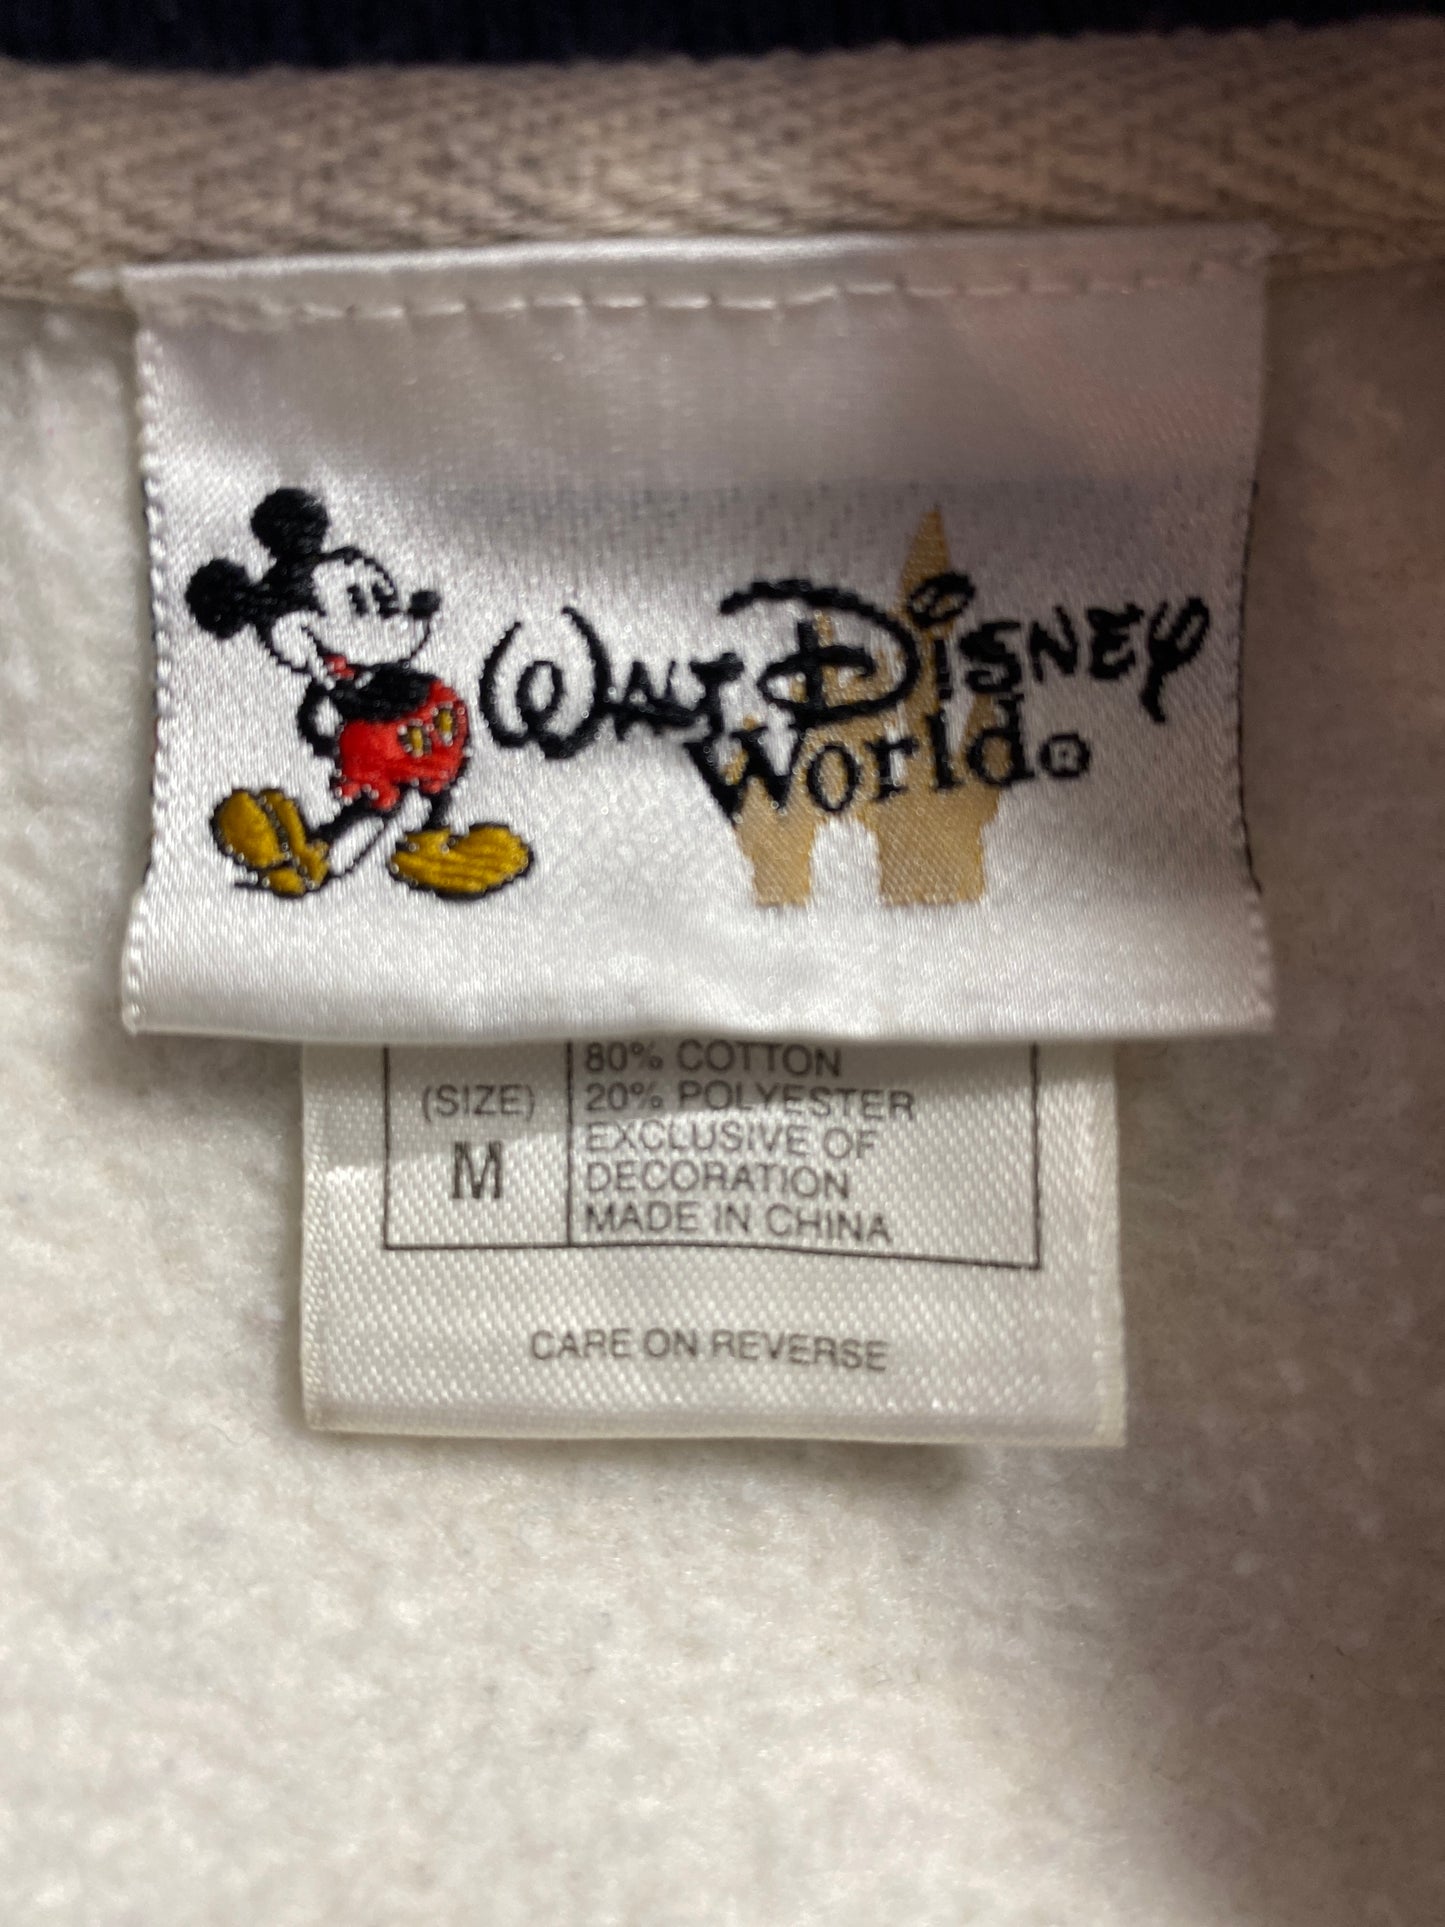 Walt Disney
World®
80% COTTON
(SIZE)
20% POLYESTER
EXCLUSIVE OF
M
DECORATION
MADE IN CHINA
CARE ON REVERSE